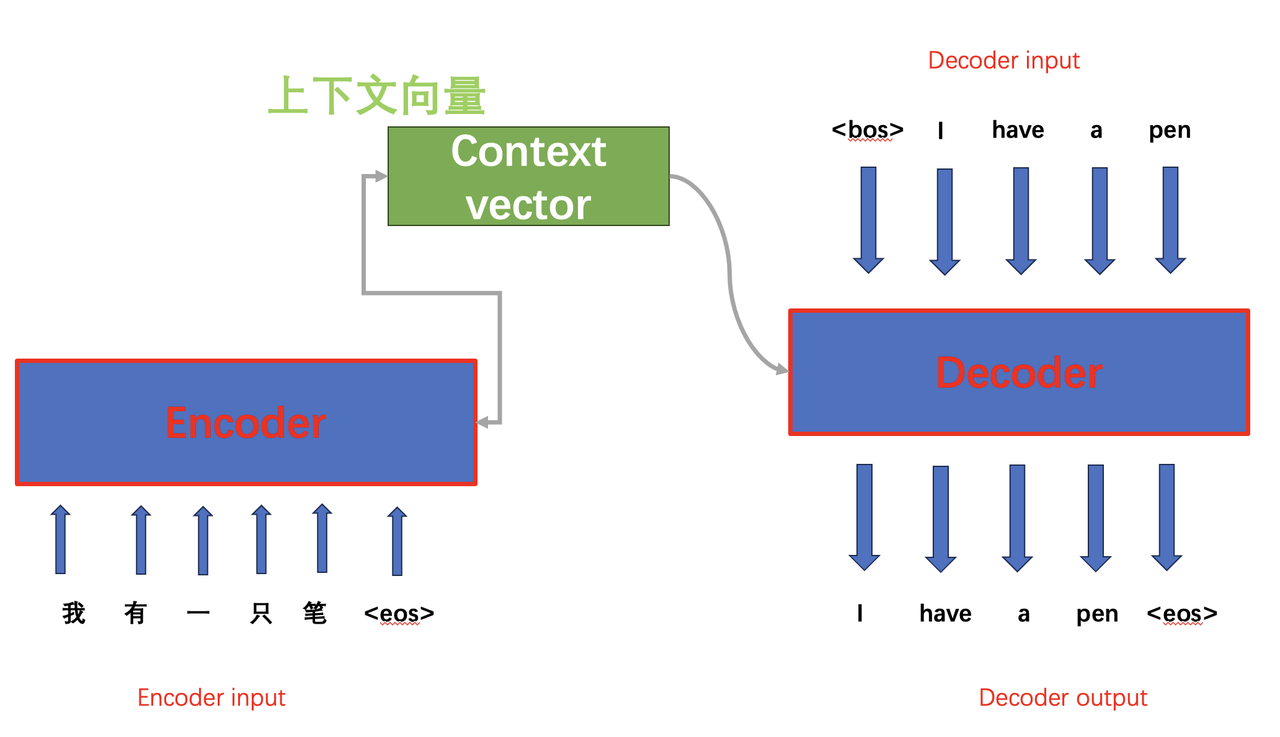 上下文向量
Context
vector
Encoder
我 有 一 只 笔 <eos>
Encoder input
Decoder input
<bos> I have a pen
Decoder
I have a pen <eos>
Decoder output